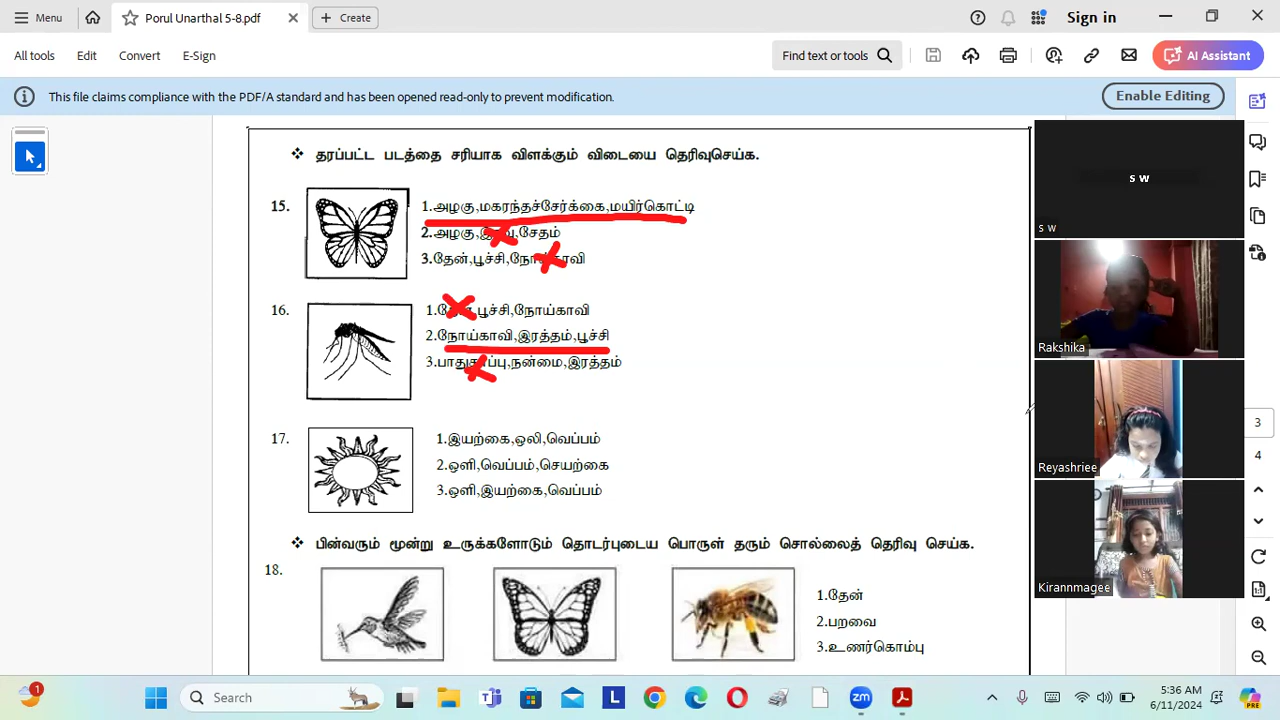 Menu Porul Unarthal 5-8.pdf Create Sign in
All tools Edit Convert E-Sign Find text or tools AI Assistant
This file claims compliance with the PDF/A standard and has been opened read-only to prevent modification. Enable Editing
❖ தரப்பட்ட படத்தை சரியாக விளக்கும் விடையை தெரிவுசெய்க.
15. 1.அழகு,மகரந்தச்சேர்க்கை,மயிர்கொட்டி
2.அழகு, ,சேதம்
3.தேன்,பூச்சி,நோய்காவி
16. 1.தேன்,பூச்சி,நோய்காவி
2.நோய்காவி,இரத்தம்,பூச்சி
3.பாதுகாப்பு,நன்மை,இரத்தம்
17. 1.இயற்கை,ஒலி,வெப்பம்
2.ஒளி,வெப்பம்,செயற்கை
3.ஒளி,இயற்கை,வெப்பம்
❖ பின்வரும் மூன்று உருக்களோடும் தொடர்புடைய பொருள் தரும் சொல்லைத் தெரிவு செய்க.
18. 1.தேன்
2.பறவை
3.உணர்கொம்பு
S W
S W
Rakshika
Reyashriee
Kirannmagee
3
4
1
Search
5:36 AM
6/11/2024